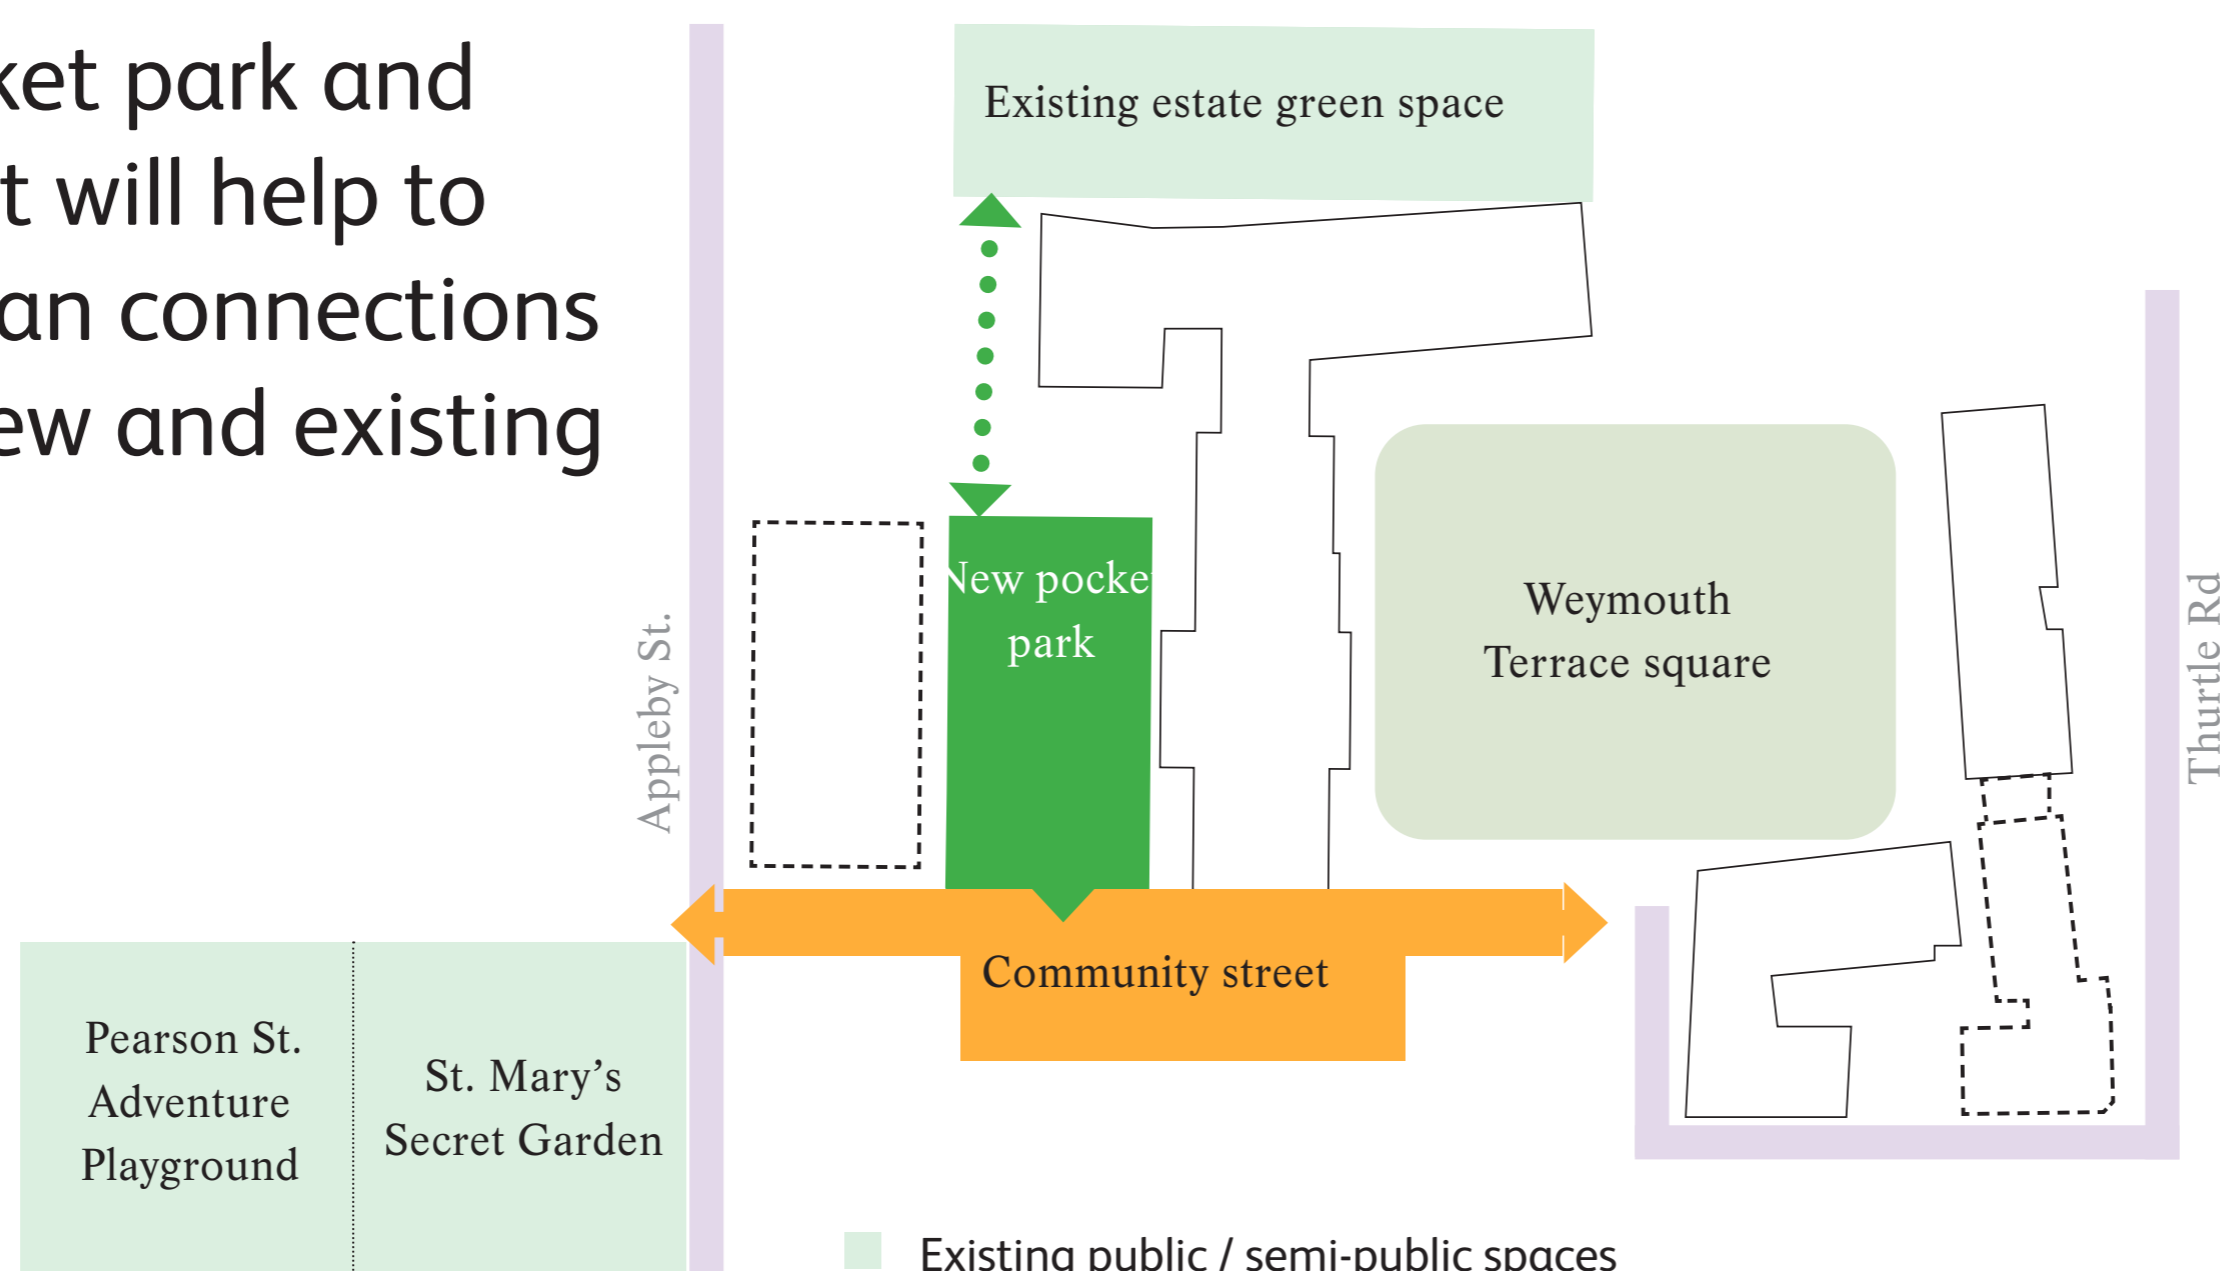 ket park and
t will help to
an connections
ew and existing
Existing estate green space
New pocke
park
Weymouth
Terrace square
Appleby St.
Thurtle Rd
Community street
Pearson St.
Adventure
Playground
St. Mary's
Secret Garden
Existing public / semi-public spaces